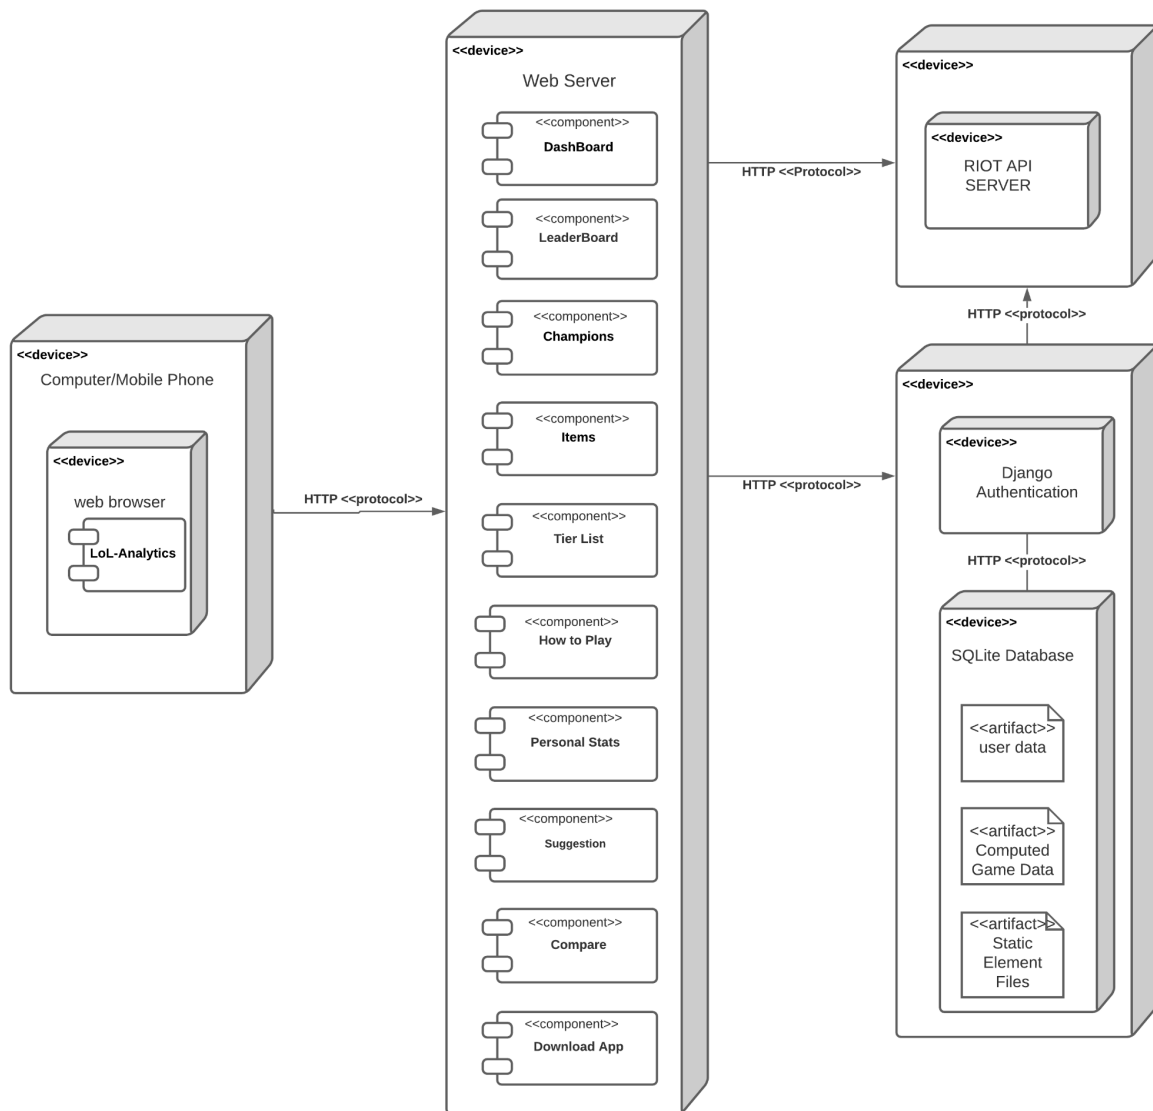 <<device>>
Computer/Mobile Phone
<<device>>
web browser
LoL-Analytics
HTTP <<protocol>>
<<device>>
Web Server
<<component>>
DashBoard
<<component>>
LeaderBoard
<<component>>
Champions
<<component>>
Items
<<component>>
Tier List
<<component>>
How to Play
<<component>>
Personal Stats
<<component>>
Suggestion
<<component>>
Compare
<<component>>
Download App
HTTP <<Protocol>>
HTTP <<protocol>>
<<device>>
<<device>>
RIOT API
SERVER
HTTP <<protocol>>
<<device>>
<<device>>
Django
Authentication
HTTP <<protocol>>
<<device>>
SQLite Database
<<artifact>>
user data
<<artifact>>
Computed
Game Data
<<artifact>>
Static
Element
Files